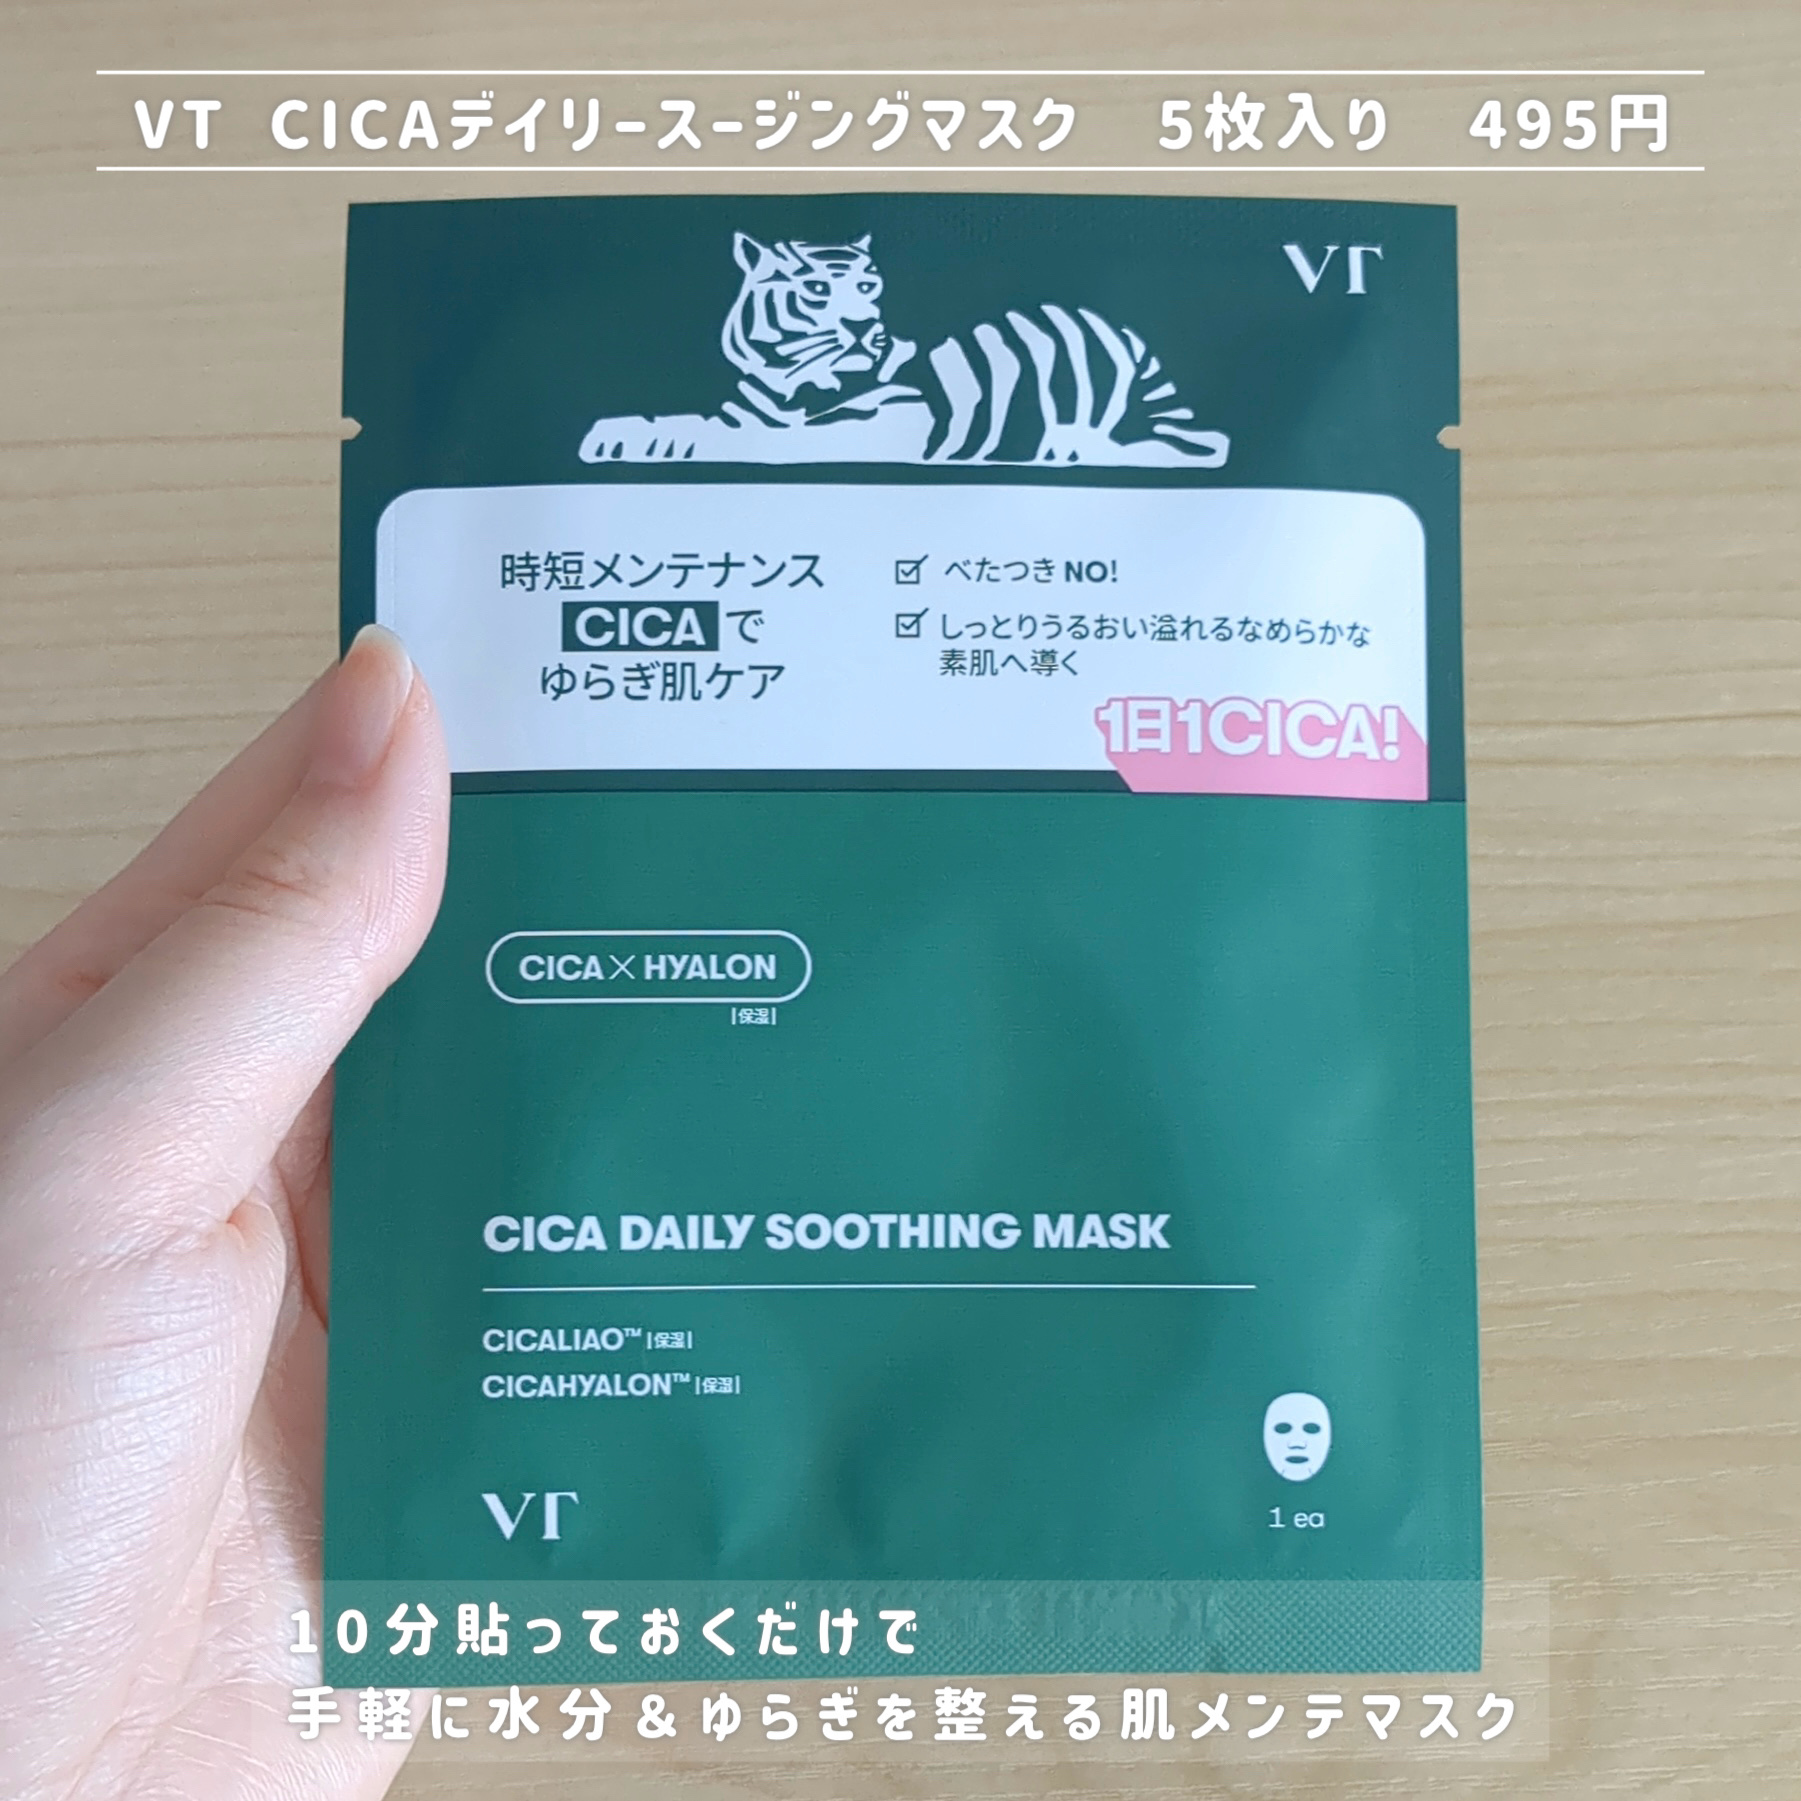 VT CICAデイリースージングマスク 5枚入り 495円
VT
時短メンテナンス
CICAで
ゆらぎ肌ケア
べたつきNO!
しっとりうるおい溢れるなめらかな
素肌へ導く
1日1CICA!
CICA×HYALON
|保湿|
CICA DAILY SOOTHING MASK
CICALIAO™ |保湿|
CICAHYALON™ |保湿|
VT
1 ea
10分貼っておくだけで
手軽に水分&ゆらぎを整える肌メンテマスク